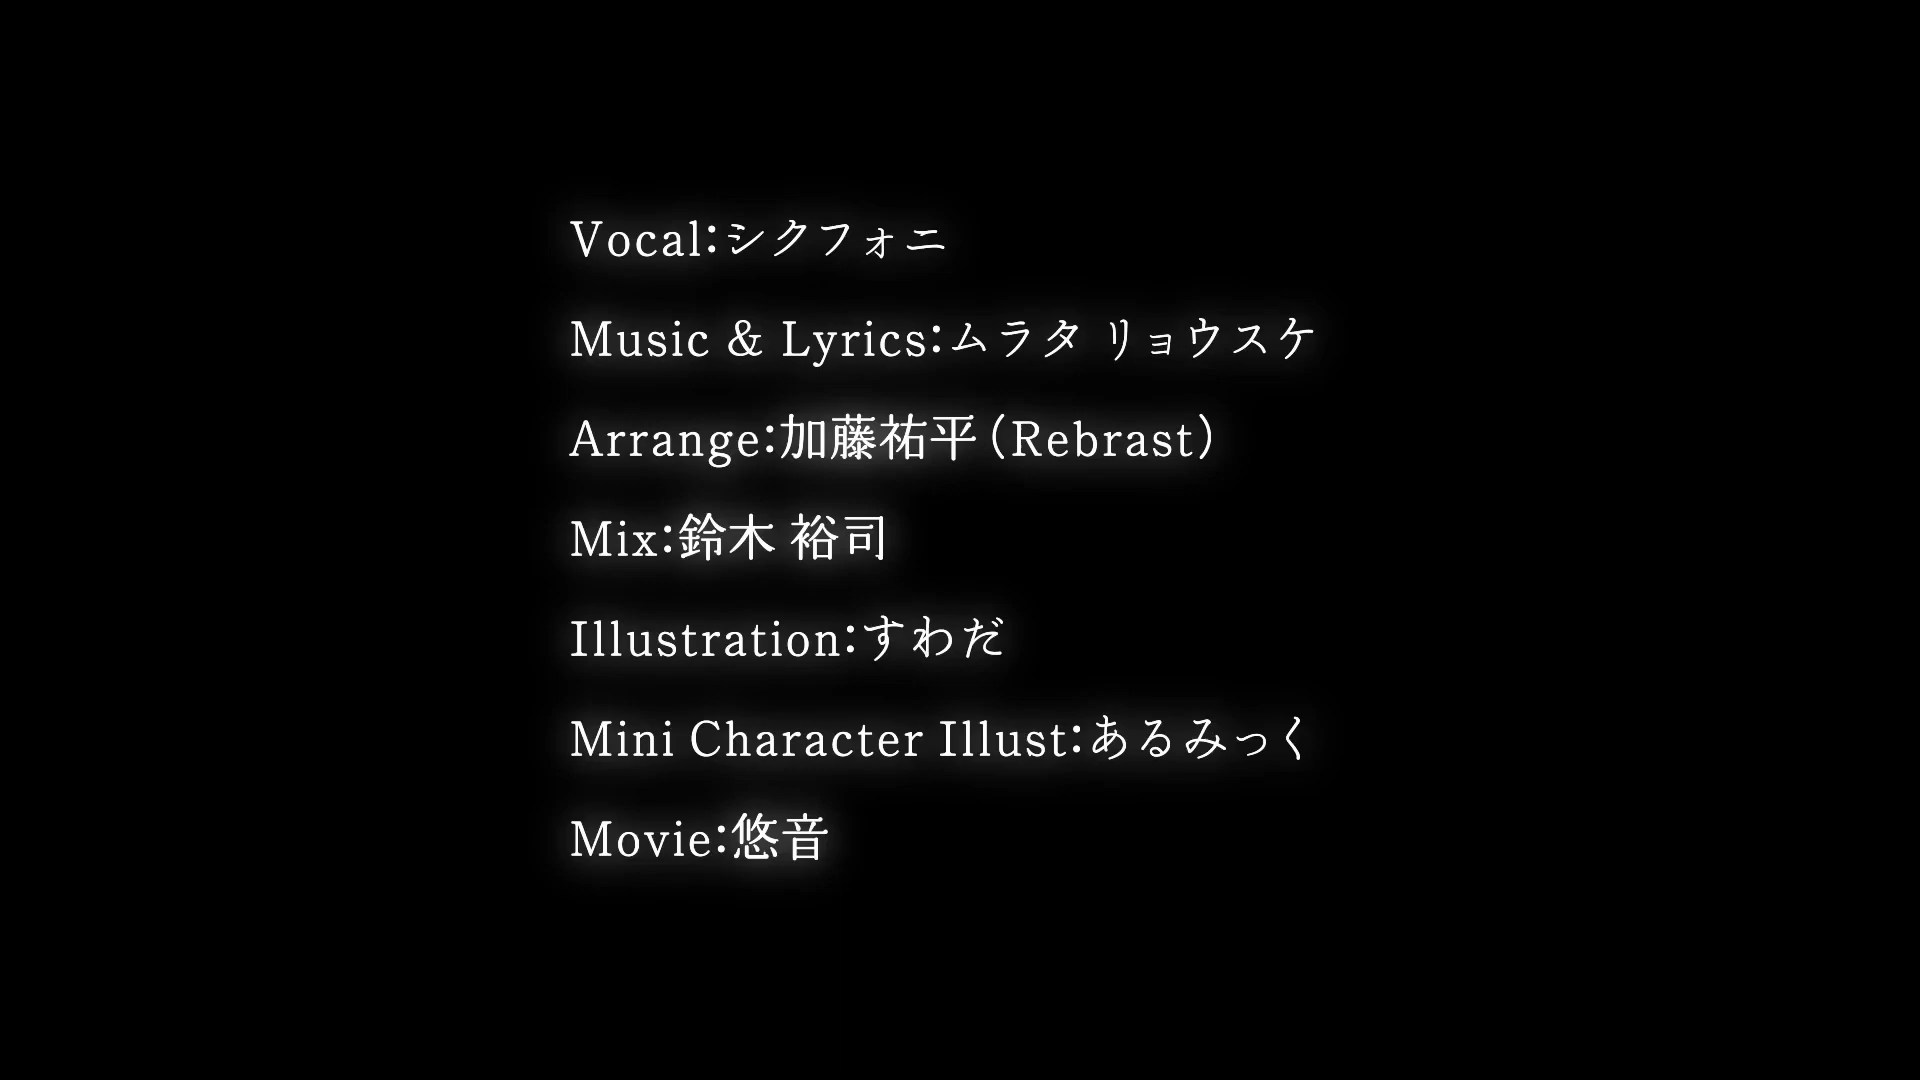 Vocal:シクフォニ
Music & Lyrics:ムラタ リョウスケ
Arrange:加藤祐平(Rebrast)
Mix:鈴木 裕司
Illustration:すわだ
Mini Character Illust:あるみっく
Movie:悠音